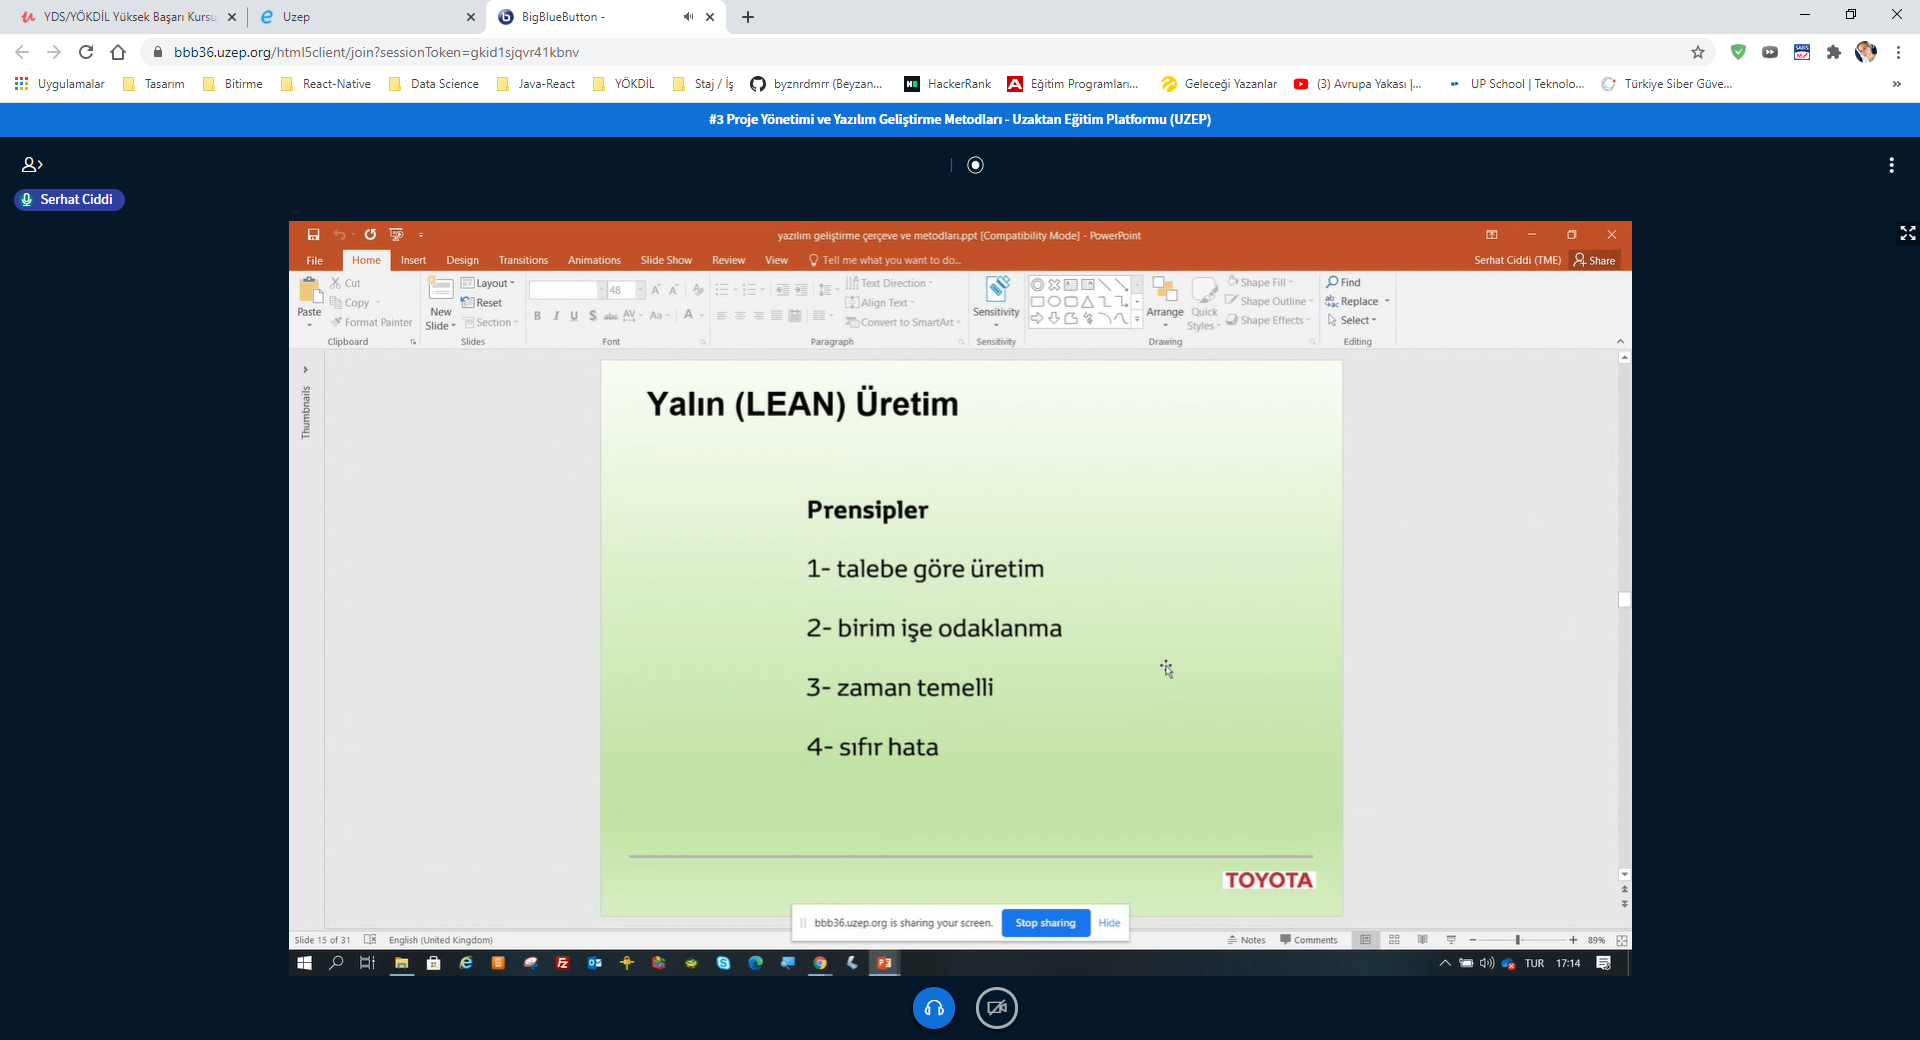 YDS/YÖKDİL Yüksek Başarı Kursu
Uzep
BigBlueButton -
bbb36.uzep.org/html5client/join?sessionToken=gkid1sjqvr41kbnv
Uygulamalar
Tasarım
Bitirme
React-Native
Data Science
Java-React
YÖKDİL
Staj / İş
byznrdmrr (Beyzan...
HackerRank
Eğitim Programları...
Geleceği Yazanlar
(3) Avrupa Yakası |...
UP School | Teknolo...
Türkiye Siber Güve...
#3 Proje Yönetimi ve Yazılım Geliştirme Metodları - Uzaktan Eğitim Platformu (UZEP)
Serhat Ciddi
yazılım geliştirme çerçeve ve metodları.ppt [Compatibility Mode] - PowerPoint
File
Home
Insert
Design
Transitions
Animations
Slide Show
Review
View
Tell me what you want to do...
Serhat Ciddi (TME)
Share
Paste
Cut
Copy
Format Painter
Clipboard
New Slide
Layout
Reset
Section
Slides
48
B I U S abc AV Aa A
Font
Text Direction
Align Text
Convert to SmartArt
Paragraph
Sensitivity
Sensitivity
Arrange
Quick Styles
Shape Fill
Shape Outline
Shape Effects
Drawing
Find
Replace
Select
Editing
Thumbnails
Yalın (LEAN) Üretim
Prensipler
1- talebe göre üretim
2- birim işe odaklanma
3- zaman temelli
4- sıfır hata
TOYOTA
bbb36.uzep.org is sharing your screen.
Stop sharing
Hide
Slide 15 of 31
English (United Kingdom)
Notes
Comments
89%
TUR
17:14